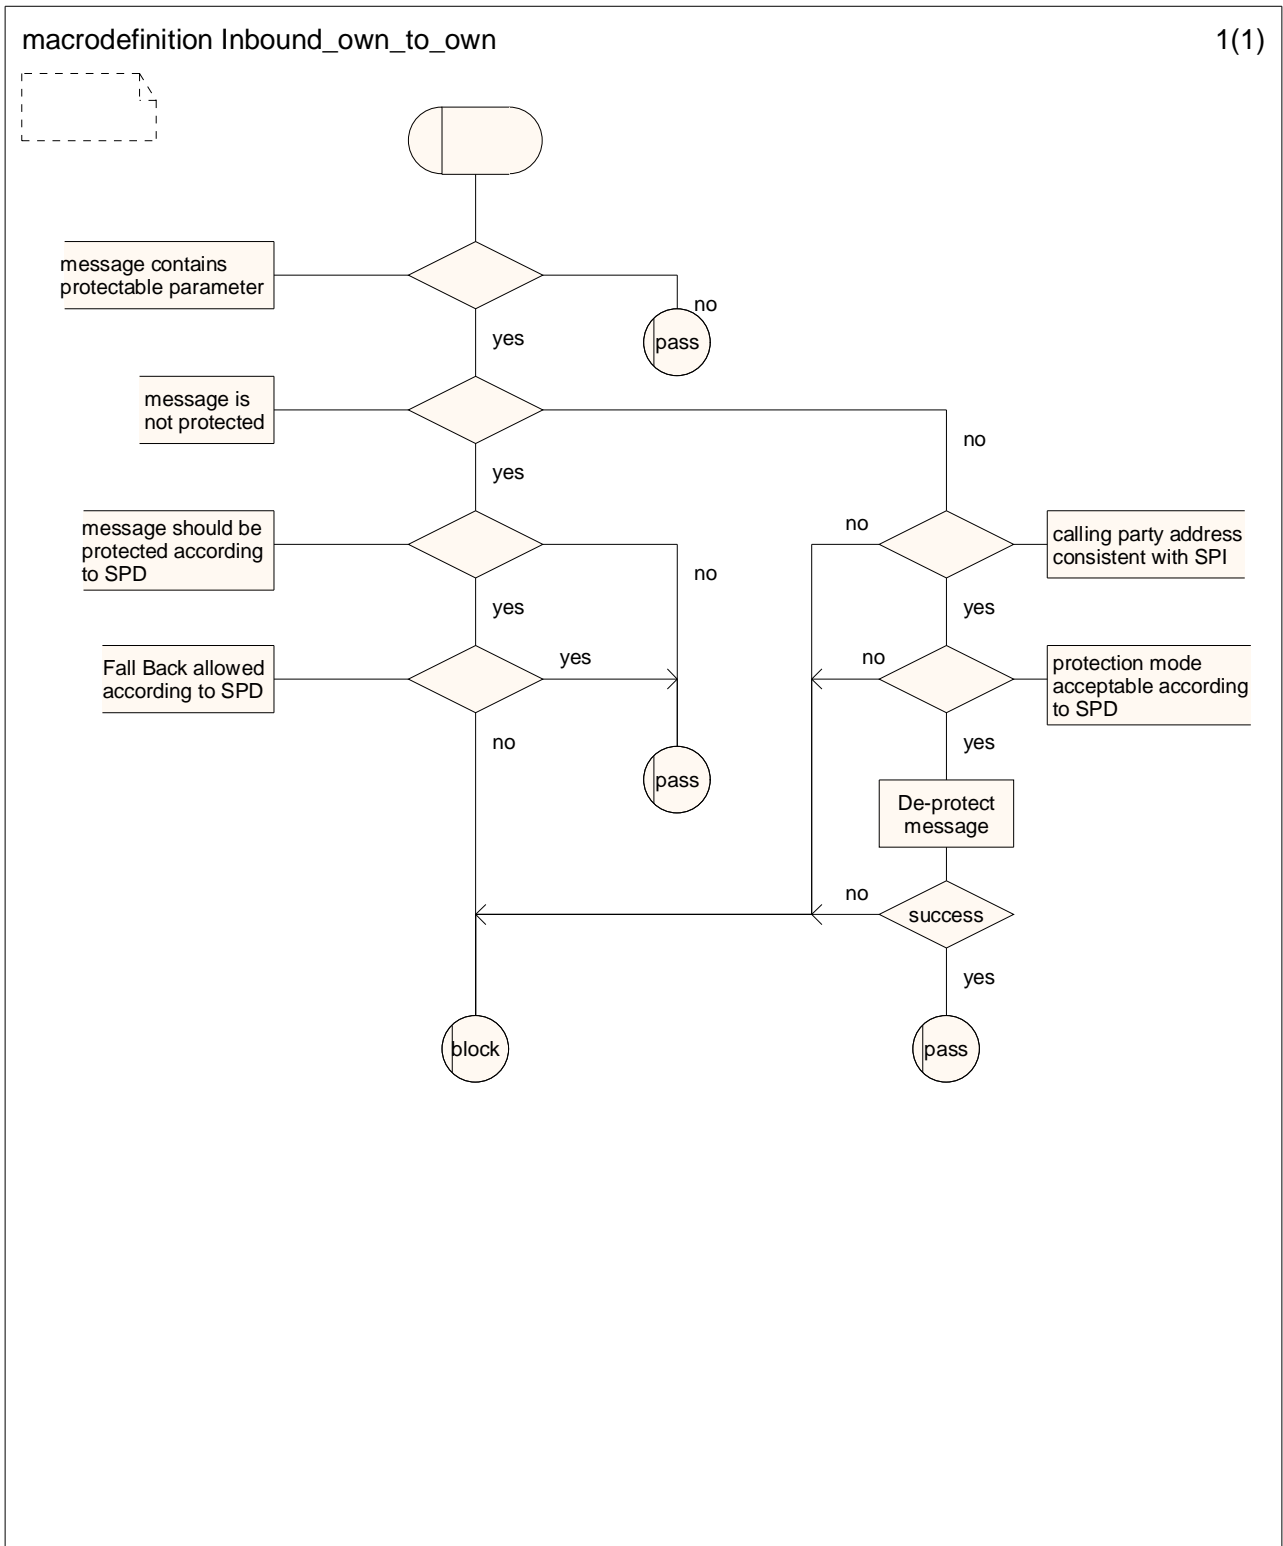 macrodefinition Inbound_own_to_own
1(1)
message contains
protectable parameter
no
pass
yes
message is
not protected
no
yes
message should be
protected according
to SPD
no
calling party address
consistent with SPI
no
yes
yes
Fall Back allowed
according to SPD
yes
no
protection mode
acceptable according
to SPD
no
yes
pass
De-protect
message
no
success
yes
block
pass